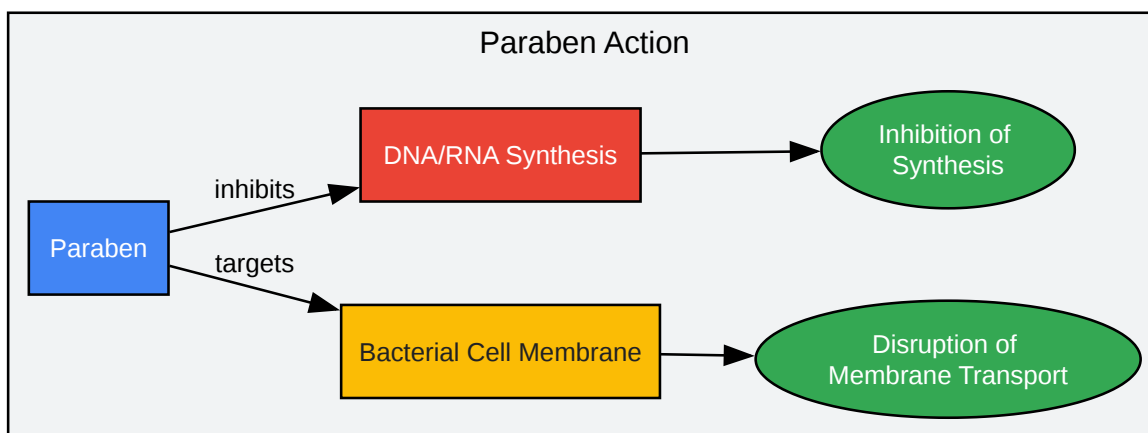 Paraben Action
Paraben
inhibits
targets
DNA/RNA Synthesis
Inhibition of
Synthesis
Bacterial Cell Membrane
Disruption of
Membrane Transport